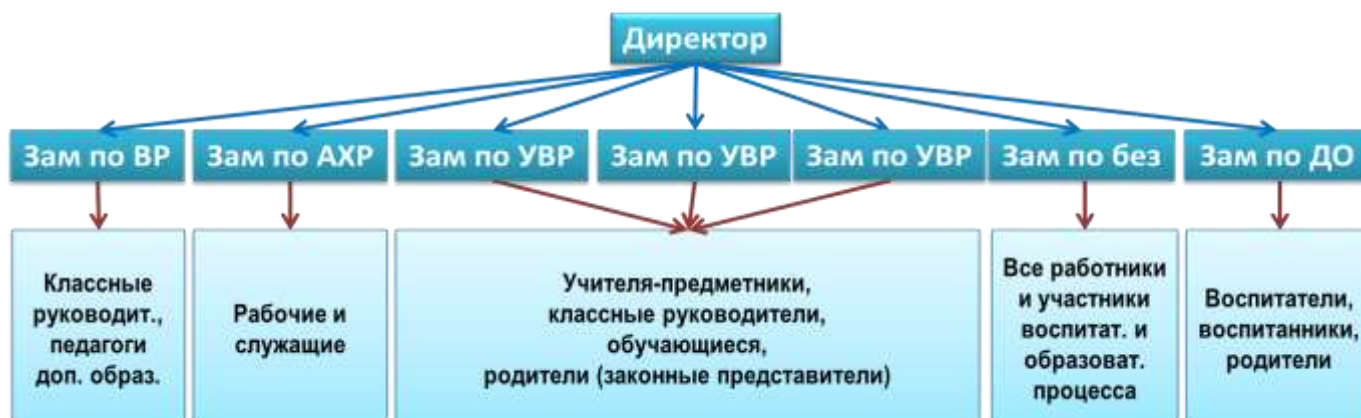 Директор
Зам по ВР
Зам по АХР
Зам по УВР
Зам по УВР
Зам по УВР
Зам по без
Зам по ДО
Классные
руководит.,
педагоги
доп. образ.
Рабочие и
служащие
Учителя-предметники,
классные руководители,
обучающиеся,
родители (законные представители)
Все работники
и участники
воспитат. и
образоват.
процесса
Воспитатели,
воспитанники,
родители